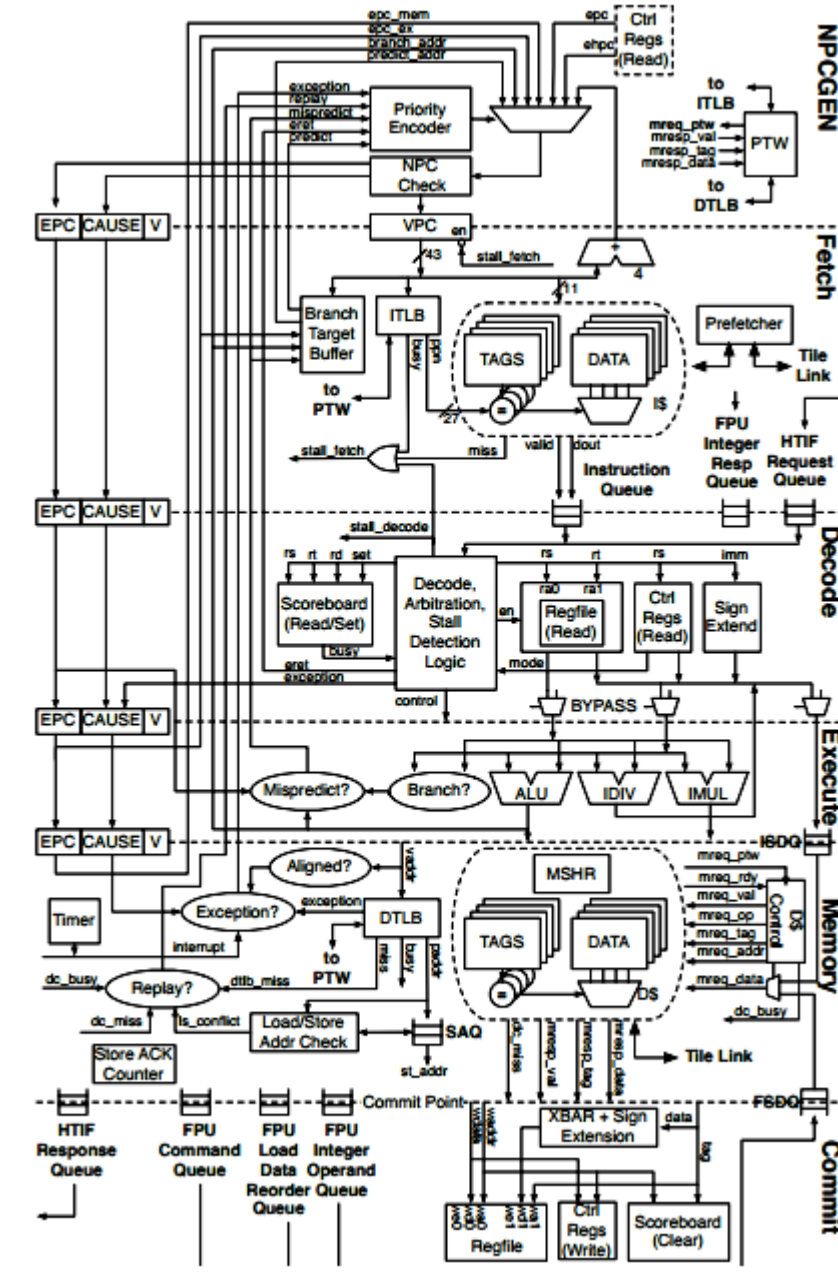 epc_mem
epc_ex
branch_addr
predict_addr
epc
ehpc
Ctrl
Regs
(Read)
NPCGEN
exception
replay
mispredict
eret
predict
Priority
Encoder
to
ITLB
mreq_ptw
mresp_val
mresp_tag
mresp_data
PTW
to
DTLB
NPC
Check
EPC CAUSE V
VPC
en
stall_fetch
43
+
4
11
Fetch
Branch
Target
Buffer
ITLB
busy
ppn
to
PTW
27
TAGS
DATA
=
I$
Prefetcher
Tile
Link
FPU
Integer
Resp
Queue
HTIF
Request
Queue
stall_fetch
miss
valid
dout
Instruction
Queue
EPC CAUSE V
Decode
stall_decode
rs rt rd set
Scoreboard
(Read/Set)
busy
Decode,
Arbitration,
Stall
Detection
Logic
en
rs rt rs imm
ra0 ra1
Regfile
(Read)
Ctrl
Regs
(Read)
Sign
Extend
mode
eret
exception
control
BYPASS
EPC CAUSE V
Execute
Mispredict?
Branch?
ALU
IDIV
IMUL
EPC CAUSE V
ISDQ
Memory
Aligned?
vaddr
Exception?
exception
DTLB
Timer
interrupt
to
PTW
miss
busy
paddr
MSHR
TAGS
DATA
=
D$
mreq_ptw
mreq_rdy
mreq_val
mreq_op
mreq_tag
mreq_addr
mreq_data
D$
Control
dc_busy
dc_busy
Replay?
dtlb_miss
dc_miss
ls_conflict
Load/Store
Addr Check
SAQ
st_addr
Store ACK
Counter
dc_miss
mresp_val
mresp_tag
mresp_data
Tile Link
Commit Point
FSDQ
Commit
HTIF
Response
Queue
FPU
Command
Queue
FPU
Load
Data
Reorder
Queue
FPU
Integer
Operand
Queue
wdata
waddr
XBAR + Sign
Extension
data
tag
we0
wd0
wa0
we1
wd1
wa1
Regfile
Ctrl
Regs
(Write)
Scoreboard
(Clear)